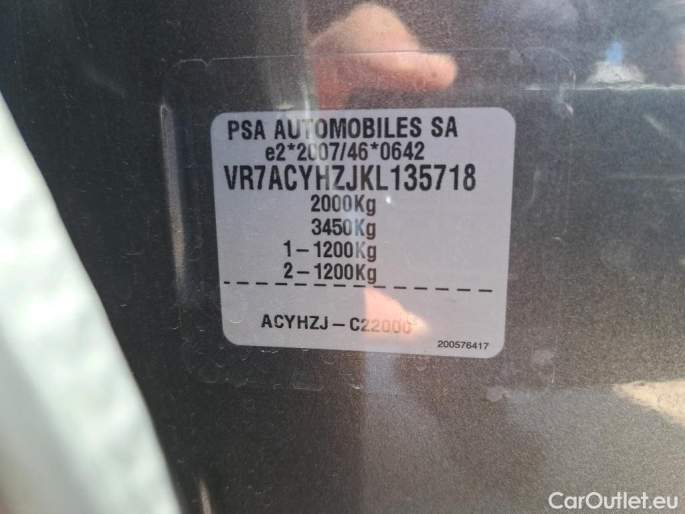 PSA AUTOMOBILES SA
e2*2007/46*0642
VR7ACYHZJKL135718
2000Kg
3450Kg
1-1200Kg
2-1200Kg
ACYHZJ-C22000
200576417
CarOutlet.eu